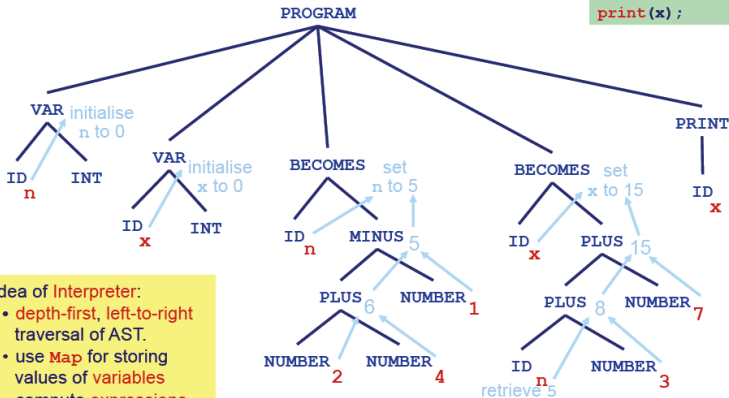 PROGRAM
print(x);
VAR
initialise
n to 0
ID
n
INT
VAR
initialise
x to 0
ID
x
INT
BECOMES
set
n to 5
ID
n
MINUS
5
PLUS
6
NUMBER
1
NUMBER
2
NUMBER
4
BECOMES
set
x to 15
ID
x
PLUS
15
PLUS
8
NUMBER
7
ID
n
NUMBER
3
retrieve 5
PRINT
ID
x
dea of Interpreter:
• depth-first, left-to-right
traversal of AST.
• use Map for storing
values of variables
compute expressions